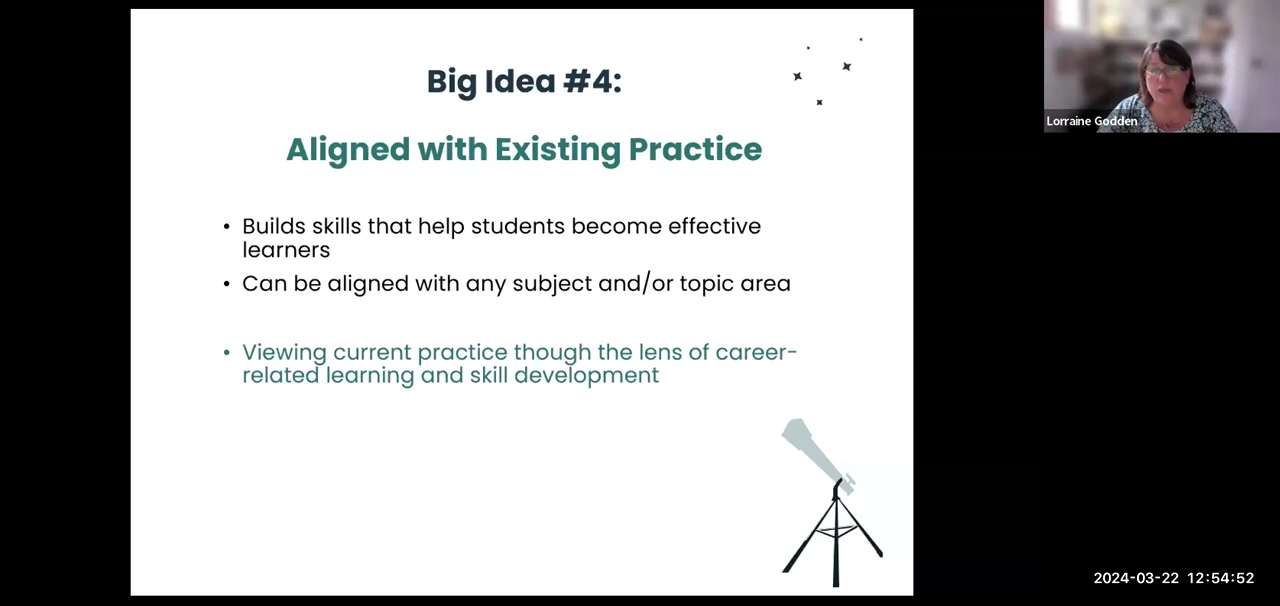 Big Idea #4:
Aligned with Existing Practice
• Builds skills that help students become effective
learners
• Can be aligned with any subject and/or topic area
• Viewing current practice though the lens of career-
related learning and skill development
Lorraine Godden
2024-03-22 12:54:52